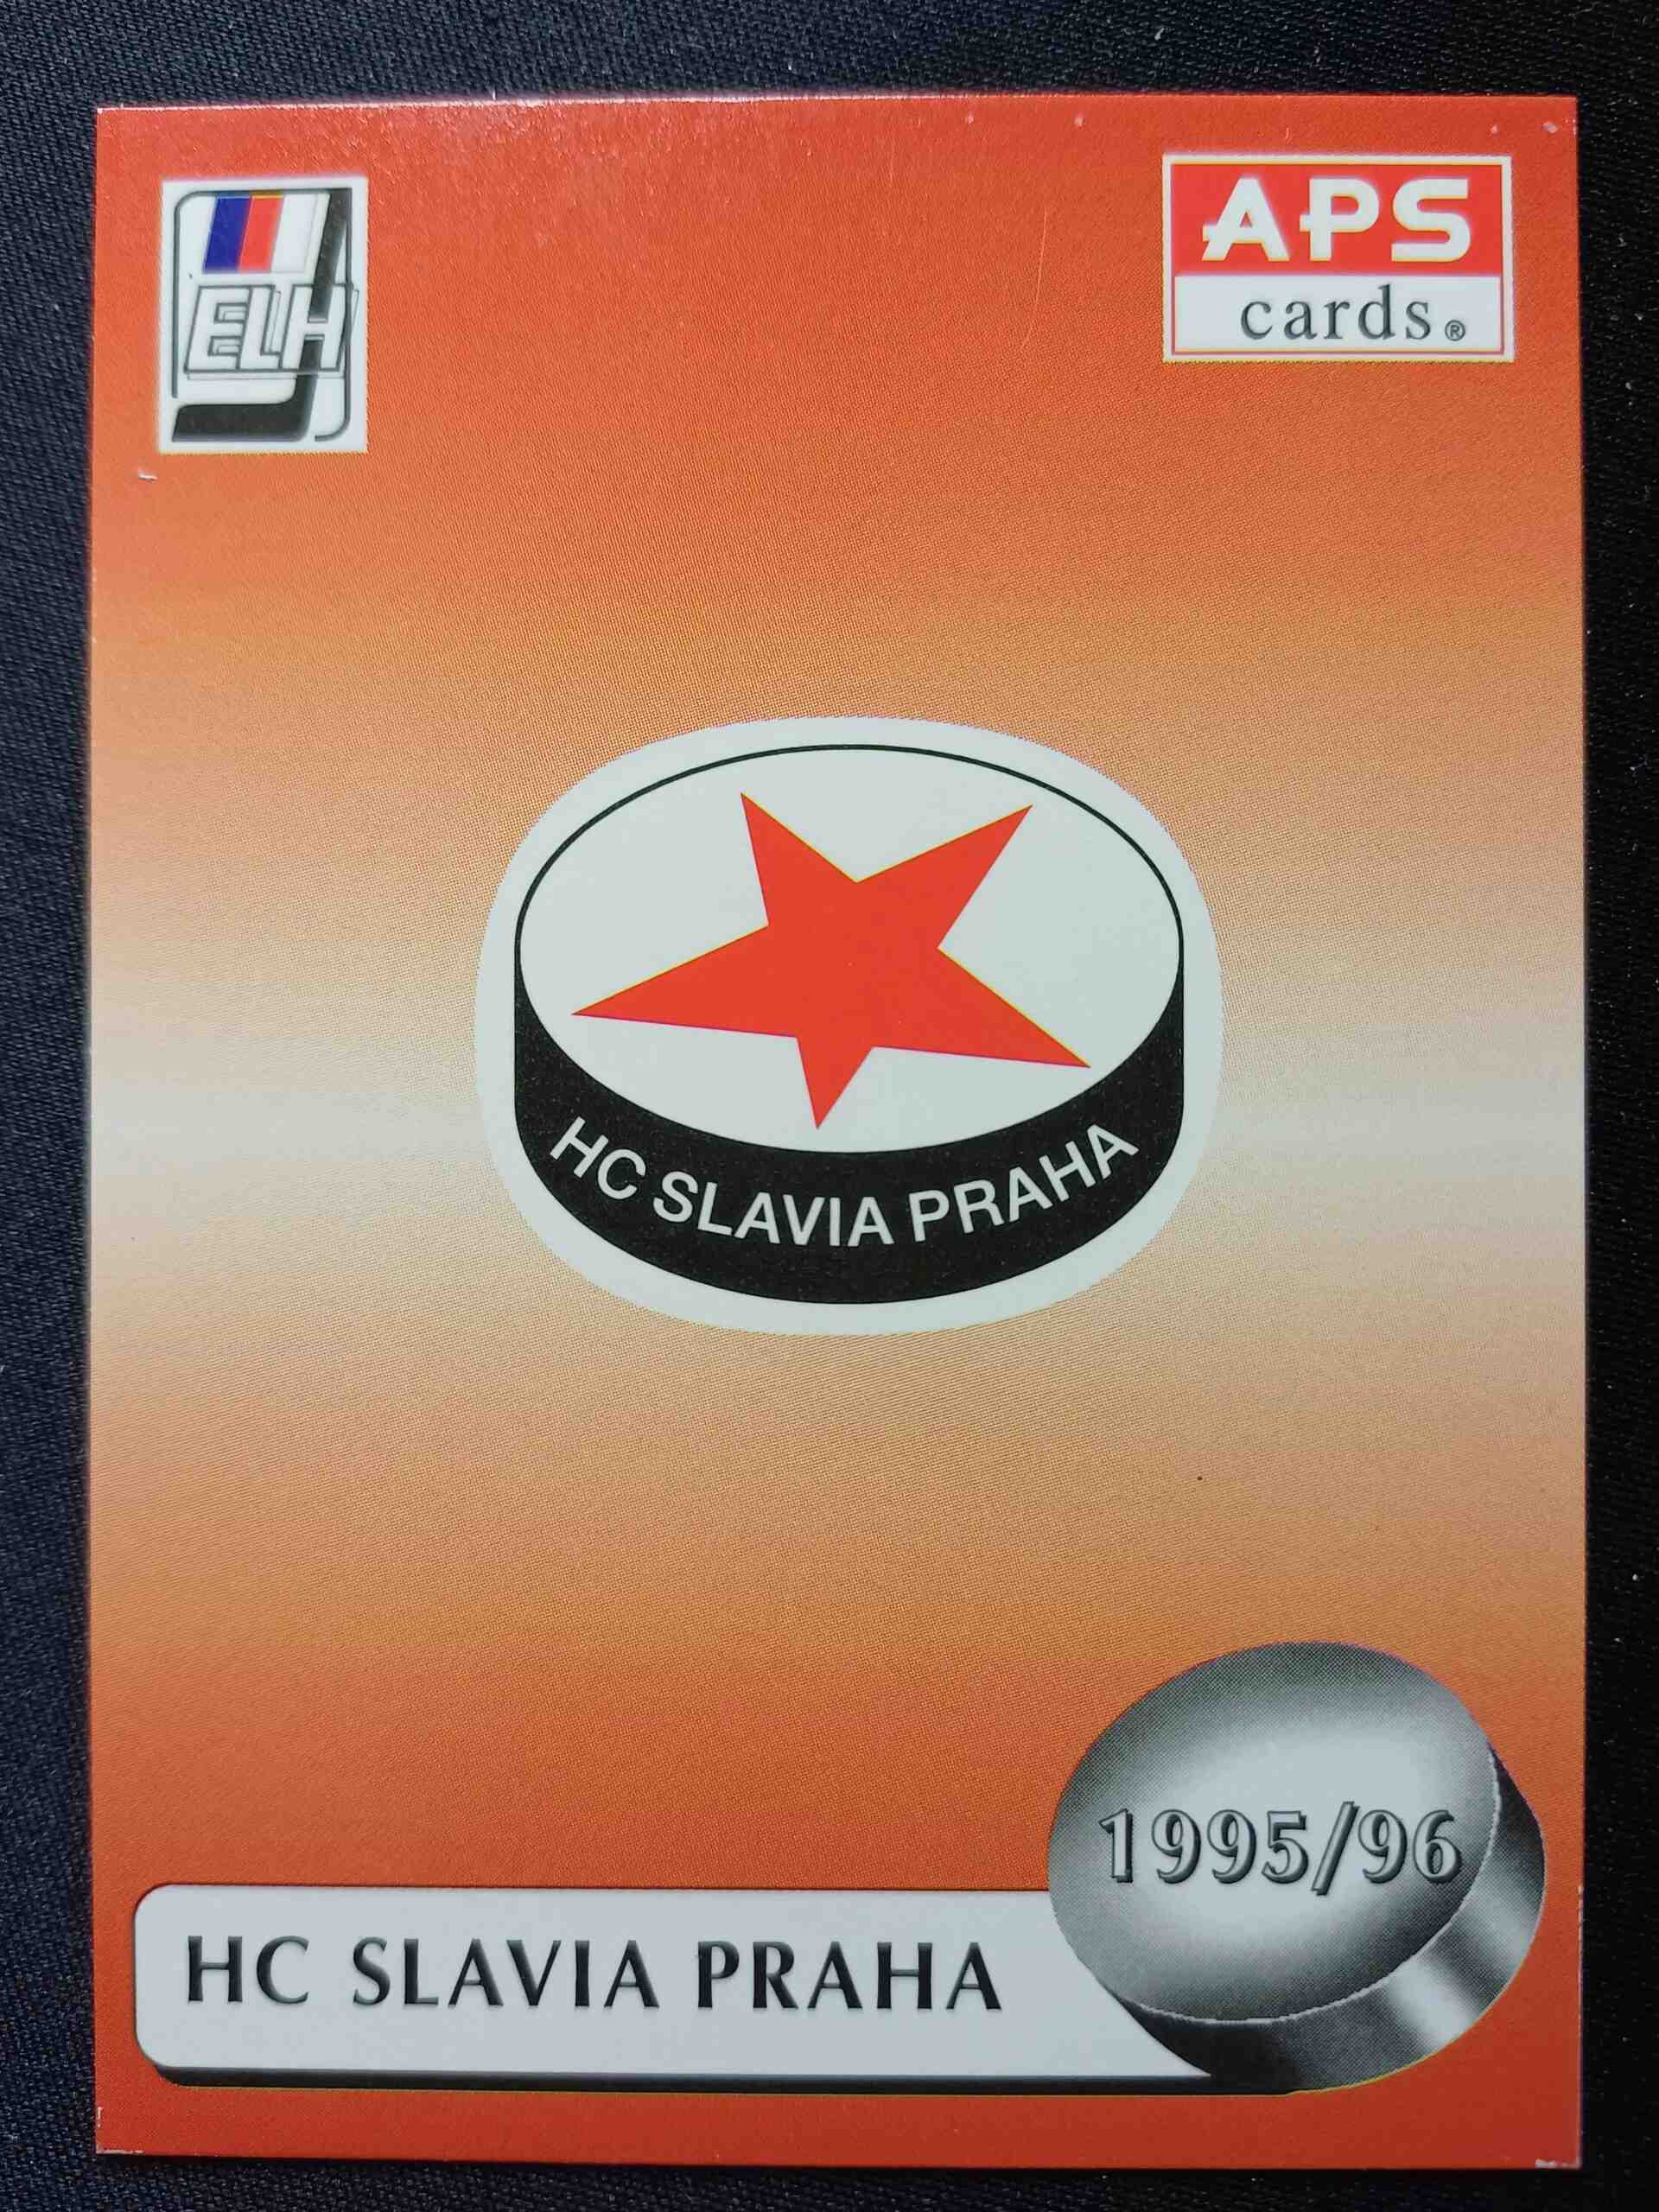 ELH
APS
cards®
HC SLAVIA PRAHA
1995/96
HC SLAVIA PRAHA